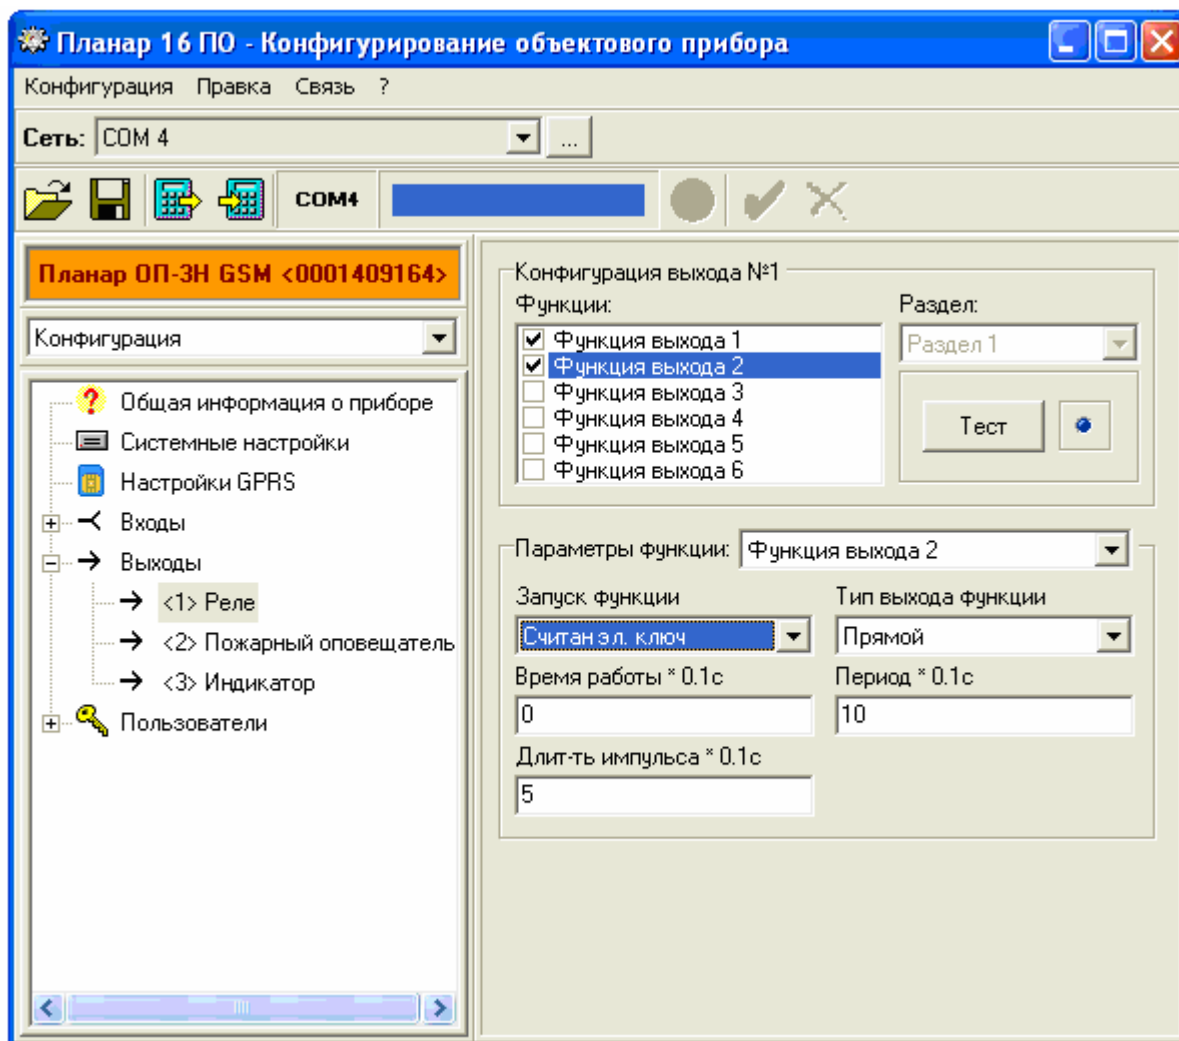 Планар 16 ПО - Конфигурирование объектового прибора
Конфигурация Правка Связь ?
Сеть: COM 4 ...
COM4
Планар ОП-3Н GSM <0001409164>
Конфигурация
Общая информация о приборе
Системные настройки
Настройки GPRS
Входы
Выходы
<1> Реле
<2> Пожарный оповещатель
<3> Индикатор
Пользователи
Конфигурация выхода №1
Функции:
Функция выхода 1
Функция выхода 2
Функция выхода 3
Функция выхода 4
Функция выхода 5
Функция выхода 6
Раздел:
Раздел 1
Тест
Параметры функции: Функция выхода 2
Запуск функции
Считан эл. ключ
Тип выхода функции
Прямой
Время работы * 0.1с
0
Период * 0.1с
10
Длит-ть импульса * 0.1с
5